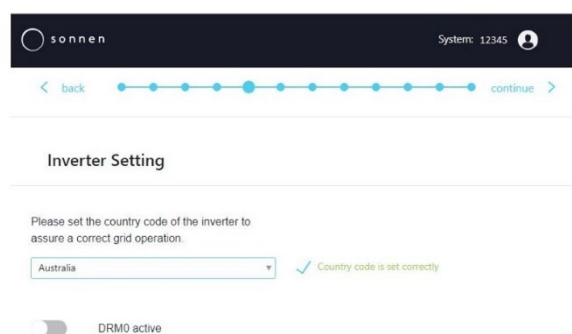 sonnen
System: 12345
back
continue
Inverter Setting
Please set the country code of the inverter to
assure a correct grid operation.
Australia
Country code is set correctly
DRM0 active